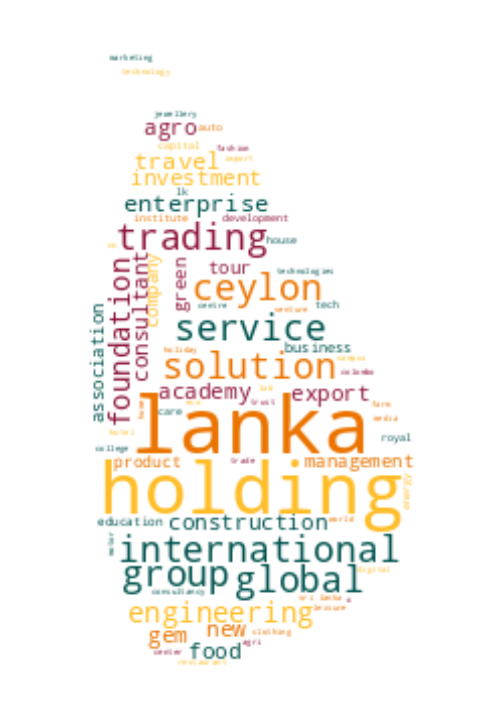 marketing
technology
jewellery
agro auto
capital fashion
travel import
investment
lk
enterprise
institute development
trading house
foundation
consultant
company
green
tour technologies
ceylon
centre venture tech
association
service
holiday business
solution campus
colombo
academy lak export
home trust farm
lanka
care media
hotel royal
college
product trade management
holding
energy
education construction world
motor
international
group global digital
consultancy
sri lanka
engineering leisure
gem new clothing
agri
center food
restaurant